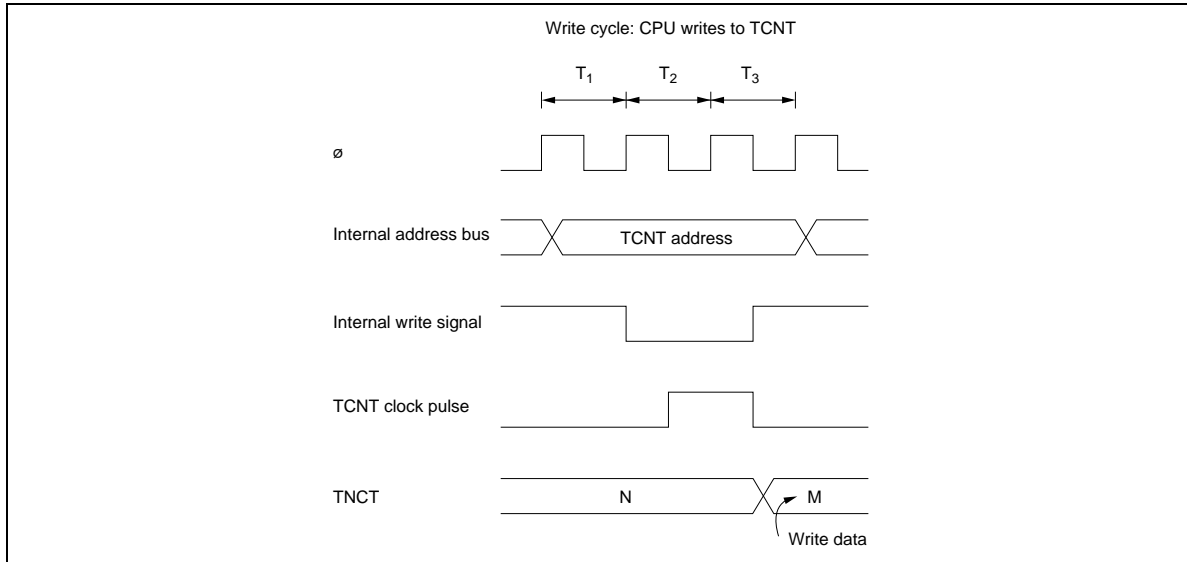 Write cycle: CPU writes to TCNT
T1 T2 T3
ø
Internal address bus TCNT address
Internal write signal
TCNT clock pulse
TNCT N M
Write data